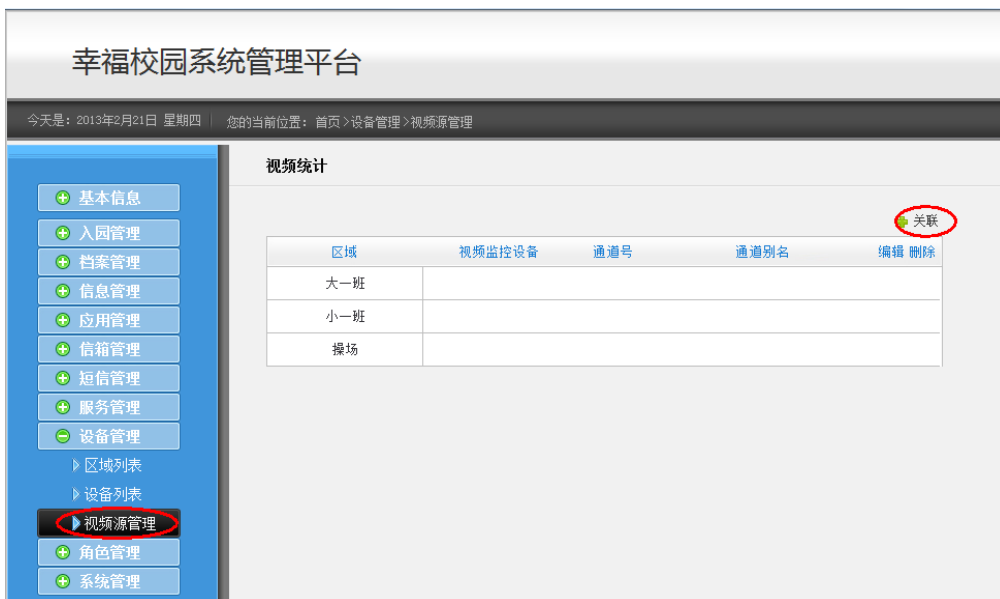 幸福校园系统管理平台
今天是：2013年2月21日 星期四 您的当前位置：首页>设备管理>视频源管理
视频统计
关联
区域 视频监控设备 通道号 通道别名 编辑 删除
大一班
小一班
操场
基本信息
入园管理
档案管理
信息管理
应用管理
信箱管理
短信管理
服务管理
设备管理
区域列表
设备列表
视频源管理
角色管理
系统管理